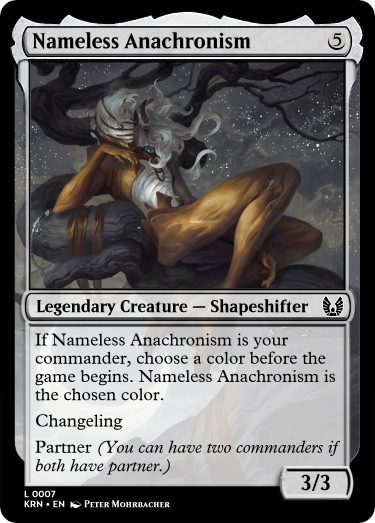 Nameless Anachronism 5
Legendary Creature — Shapeshifter
If Nameless Anachronism is your
commander, choose a color before the
game begins. Nameless Anachronism is
the chosen color.
Changeling
Partner (You can have two commanders if
both have partner.)
3/3
L 0007
KRN • EN Peter Mohrbacher